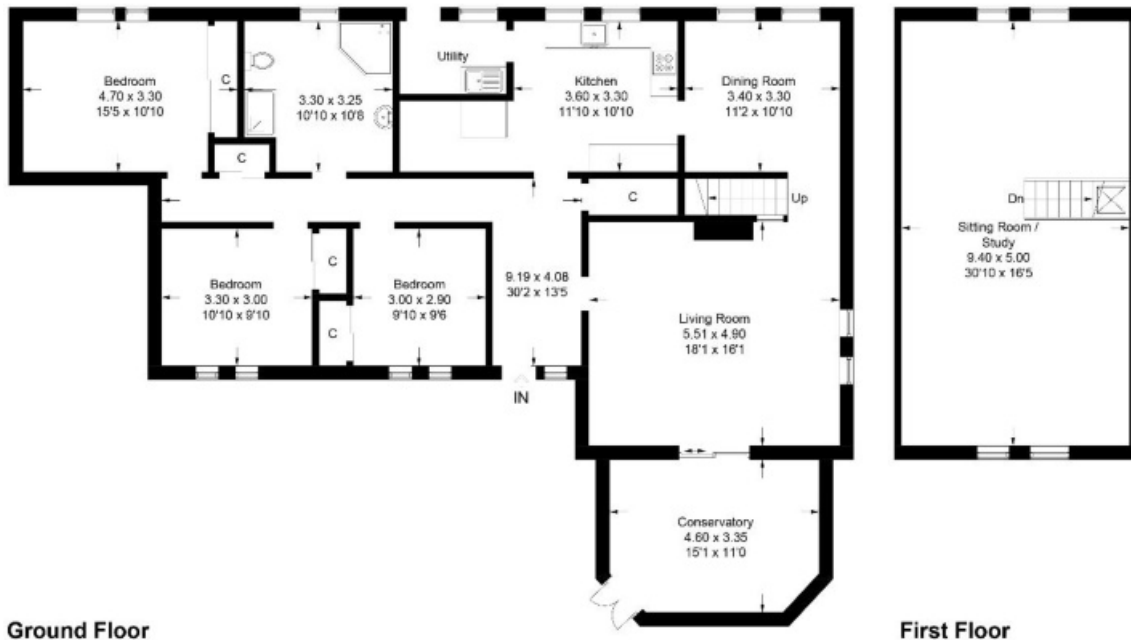 Bedroom
4.70 x 3.30
15'5 x 10'10
C
C
3.30 x 3.25
10'10 x 10'8
Utility
Kitchen
3.60 x 3.30
11'10 x 10'10
Dining Room
3.40 x 3.30
11'2 x 10'10
C
Up
Bedroom
3.30 x 3.00
10'10 x 9'10
C
C
Bedroom
3.00 x 2.90
9'10 x 9'6
9.19 x 4.08
30'2 x 13'5
IN
Living Room
5.51 x 4.90
18'1 x 16'1
Conservatory
4.60 x 3.35
15'1 x 11'0
Ground Floor
Dn
Sitting Room /
Study
9.40 x 5.00
30'10 x 16'5
First Floor